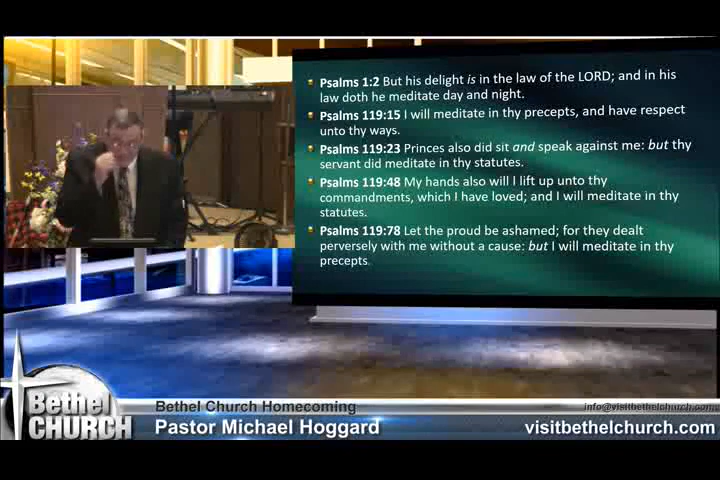 Psalms 1:2 But his delight is in the law of the LORD; and in his
law doth he meditate day and night.
Psalms 119:15 I will meditate in thy precepts, and have respect
unto thy ways.
Psalms 119:23 Princes also did sit and speak against me: but thy
servant did meditate in thy statutes.
Psalms 119:48 My hands also will I lift up unto thy
commandments, which I have loved; and I will meditate in thy
statutes.
Psalms 119:78 Let the proud be ashamed; for they dealt
perversely with me without a cause: but I will meditate in thy
precepts.
Bethel
CHURCH
Bethel Church Homecoming
info@visitbethelchurch.com
Pastor Michael Hoggard
visitbethelchurch.com